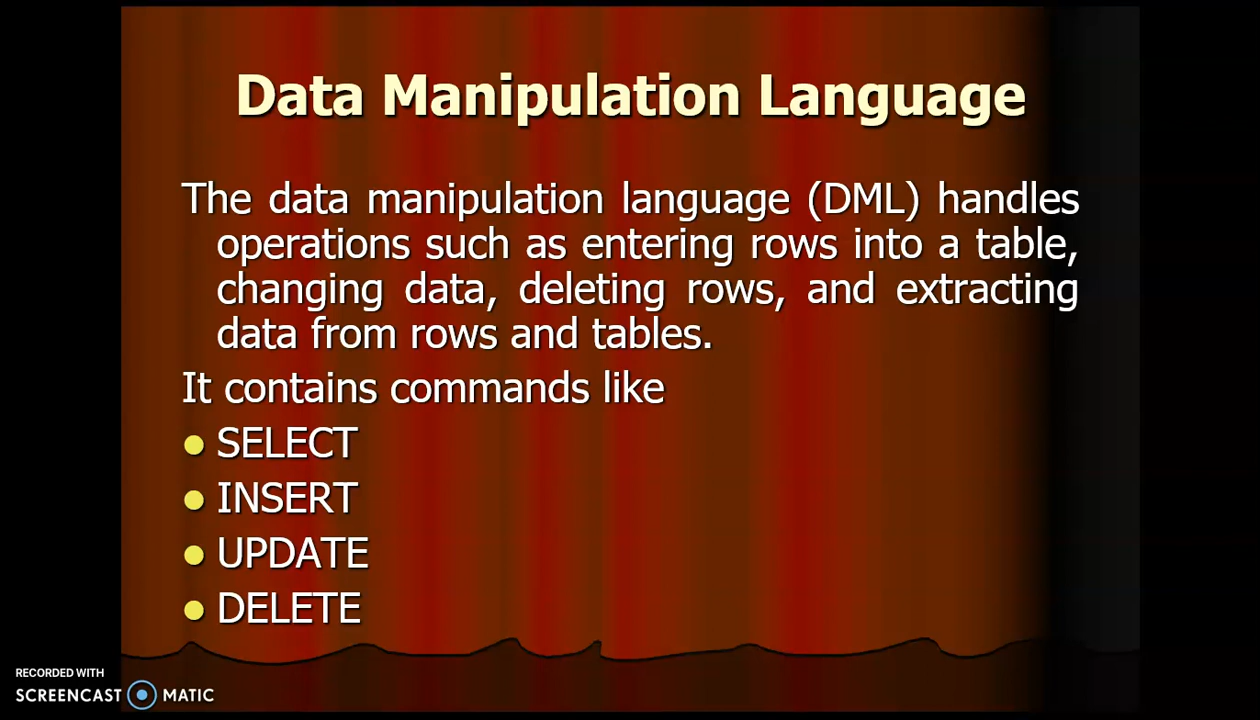 Data Manipulation Language
The data manipulation language (DML) handles
operations such as entering rows into a table,
changing data, deleting rows, and extracting
data from rows and tables.
It contains commands like
● SELECT
● INSERT
● UPDATE
● DELETE
RECORDED WITH
SCREENCAST MATIC